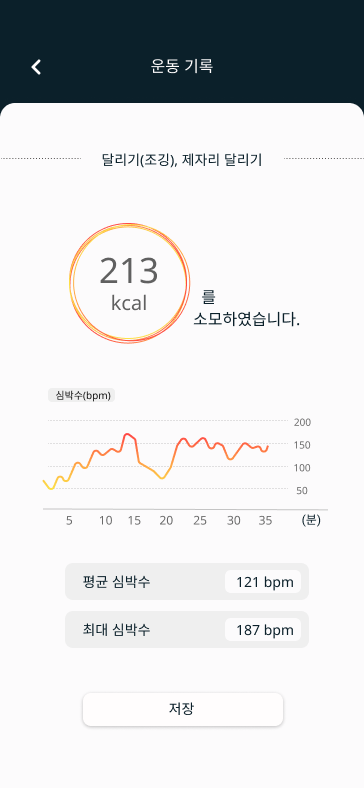 운동 기록
달리기(조깅), 제자리 달리기
213
kcal
를
소모하였습니다.
심박수(bpm)
200
150
100
50
5 10 15 20 25 30 35 (분)
평균 심박수 121 bpm
최대 심박수 187 bpm
저장